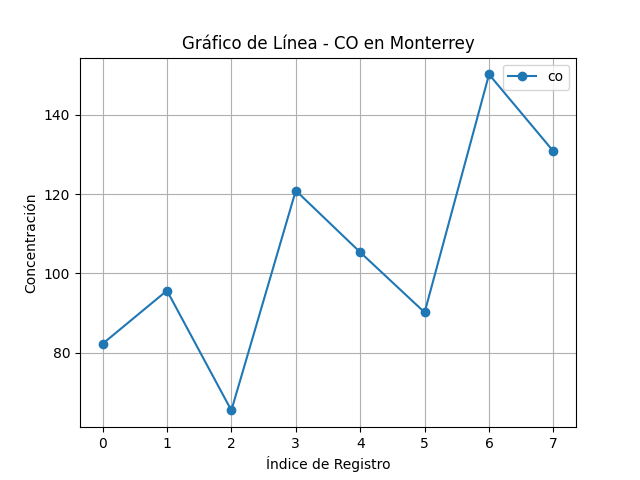 Gráfico de Línea - CO en Monterrey
co
140
120
100
80
Concentración
0 1 2 3 4 5 6 7
Índice de Registro